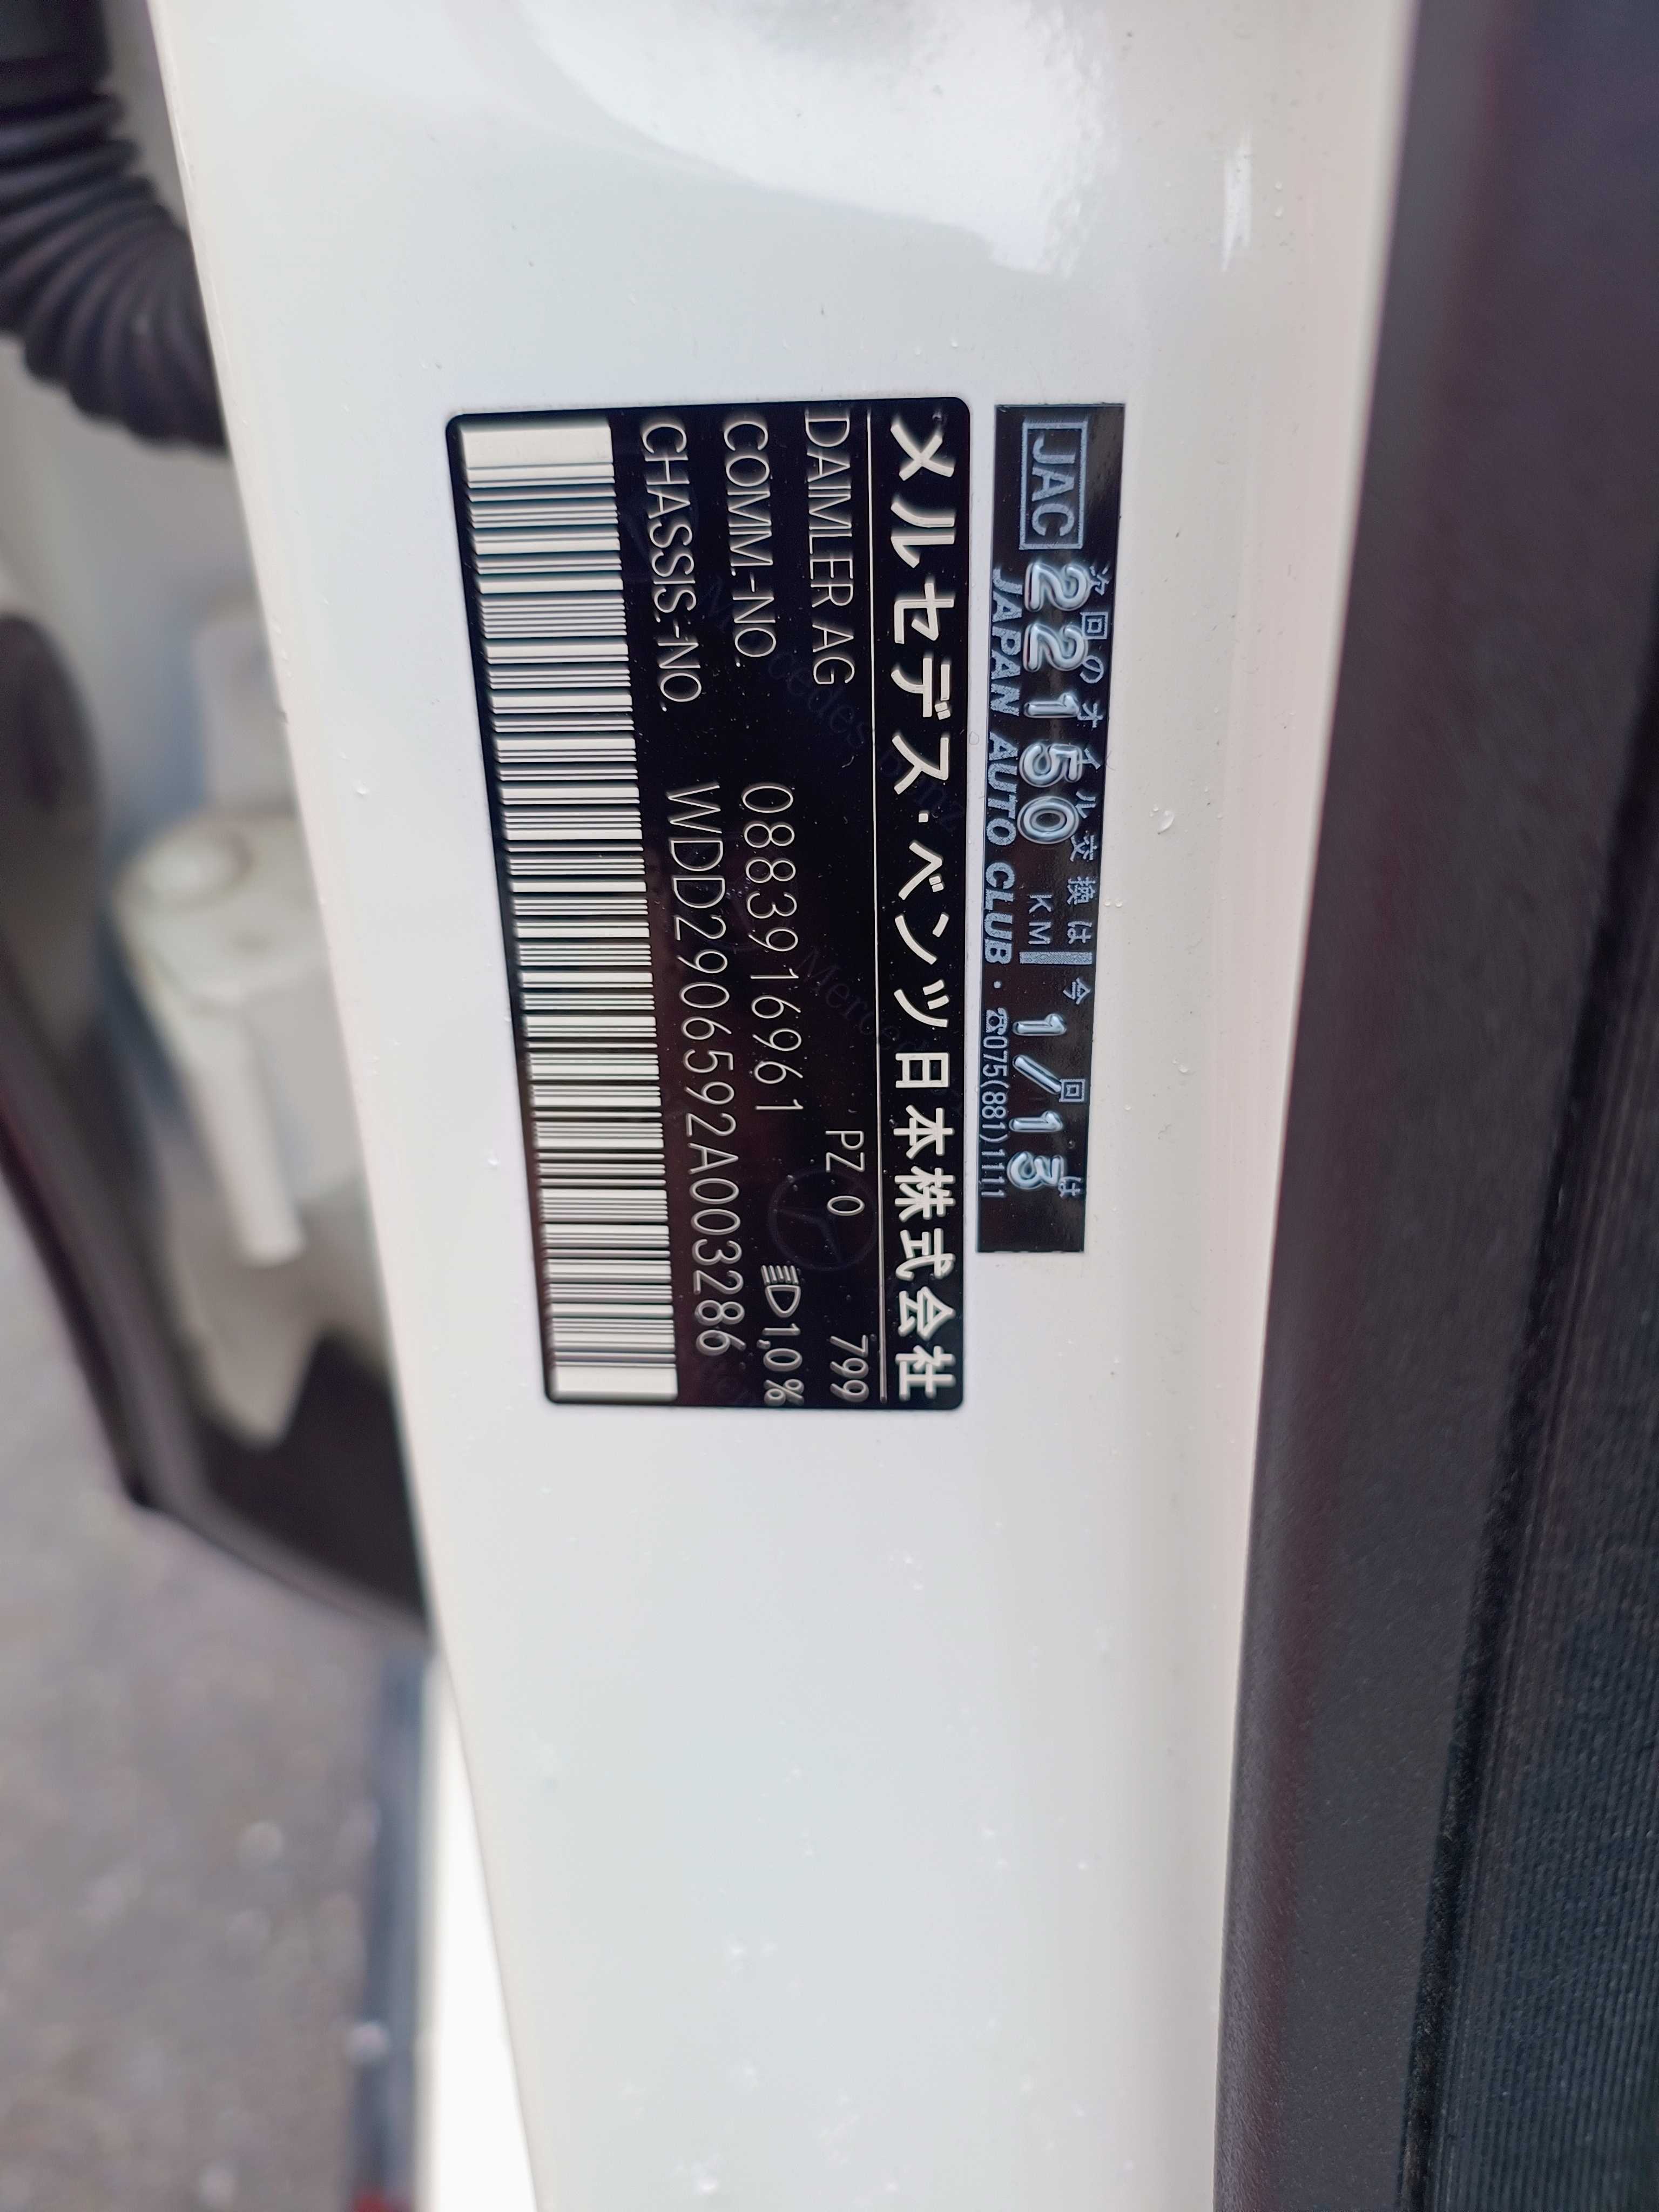 次回のオイル交換は 今回は
JAC 22150 KM 1/13
JAPAN AUTO CLUB・☎075(881)1111
メルセデス・ベンツ日本株式会社
DAIMLER AG PZ.0 799
COMM.-NO. 0883916961 1,0%
CHASSIS.-NO. WDD2906592A003286